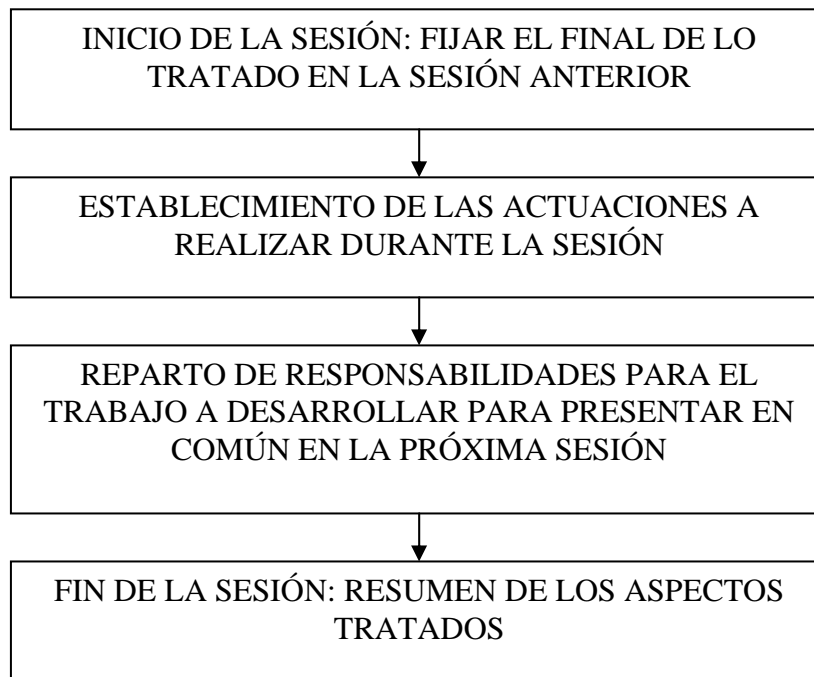 INICIO DE LA SESIÓN: FIJAR EL FINAL DE LO
TRATADO EN LA SESIÓN ANTERIOR
ESTABLECIMIENTO DE LAS ACTUACIONES A
REALIZAR DURANTE LA SESIÓN
REPARTO DE RESPONSABILIDADES PARA EL
TRABAJO A DESARROLLAR PARA PRESENTAR EN
COMÚN EN LA PRÓXIMA SESIÓN
FIN DE LA SESIÓN: RESUMEN DE LOS ASPECTOS
TRATADOS